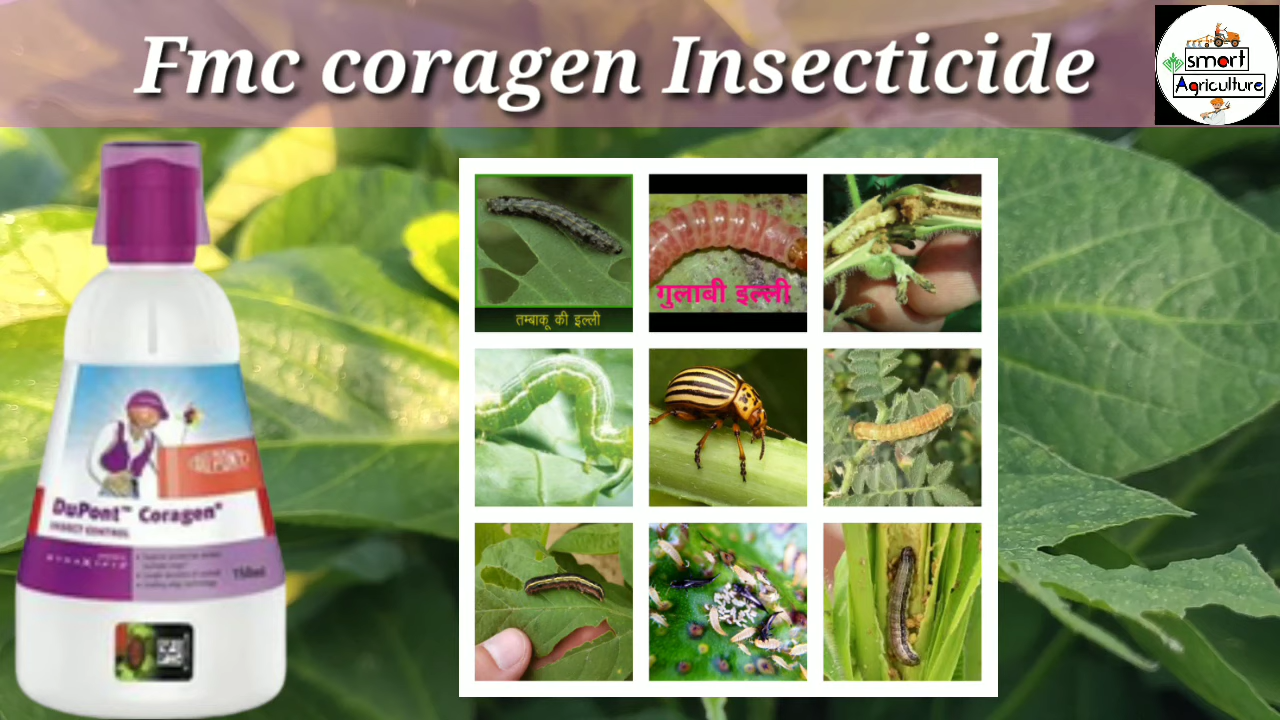 Fmc coragen Insecticide
smart
Agriculture
तम्बाकू की इल्ली
गुलाबी इल्ली
DUPONT
DuPont™ Coragen®
INSECT CONTROL
150ml